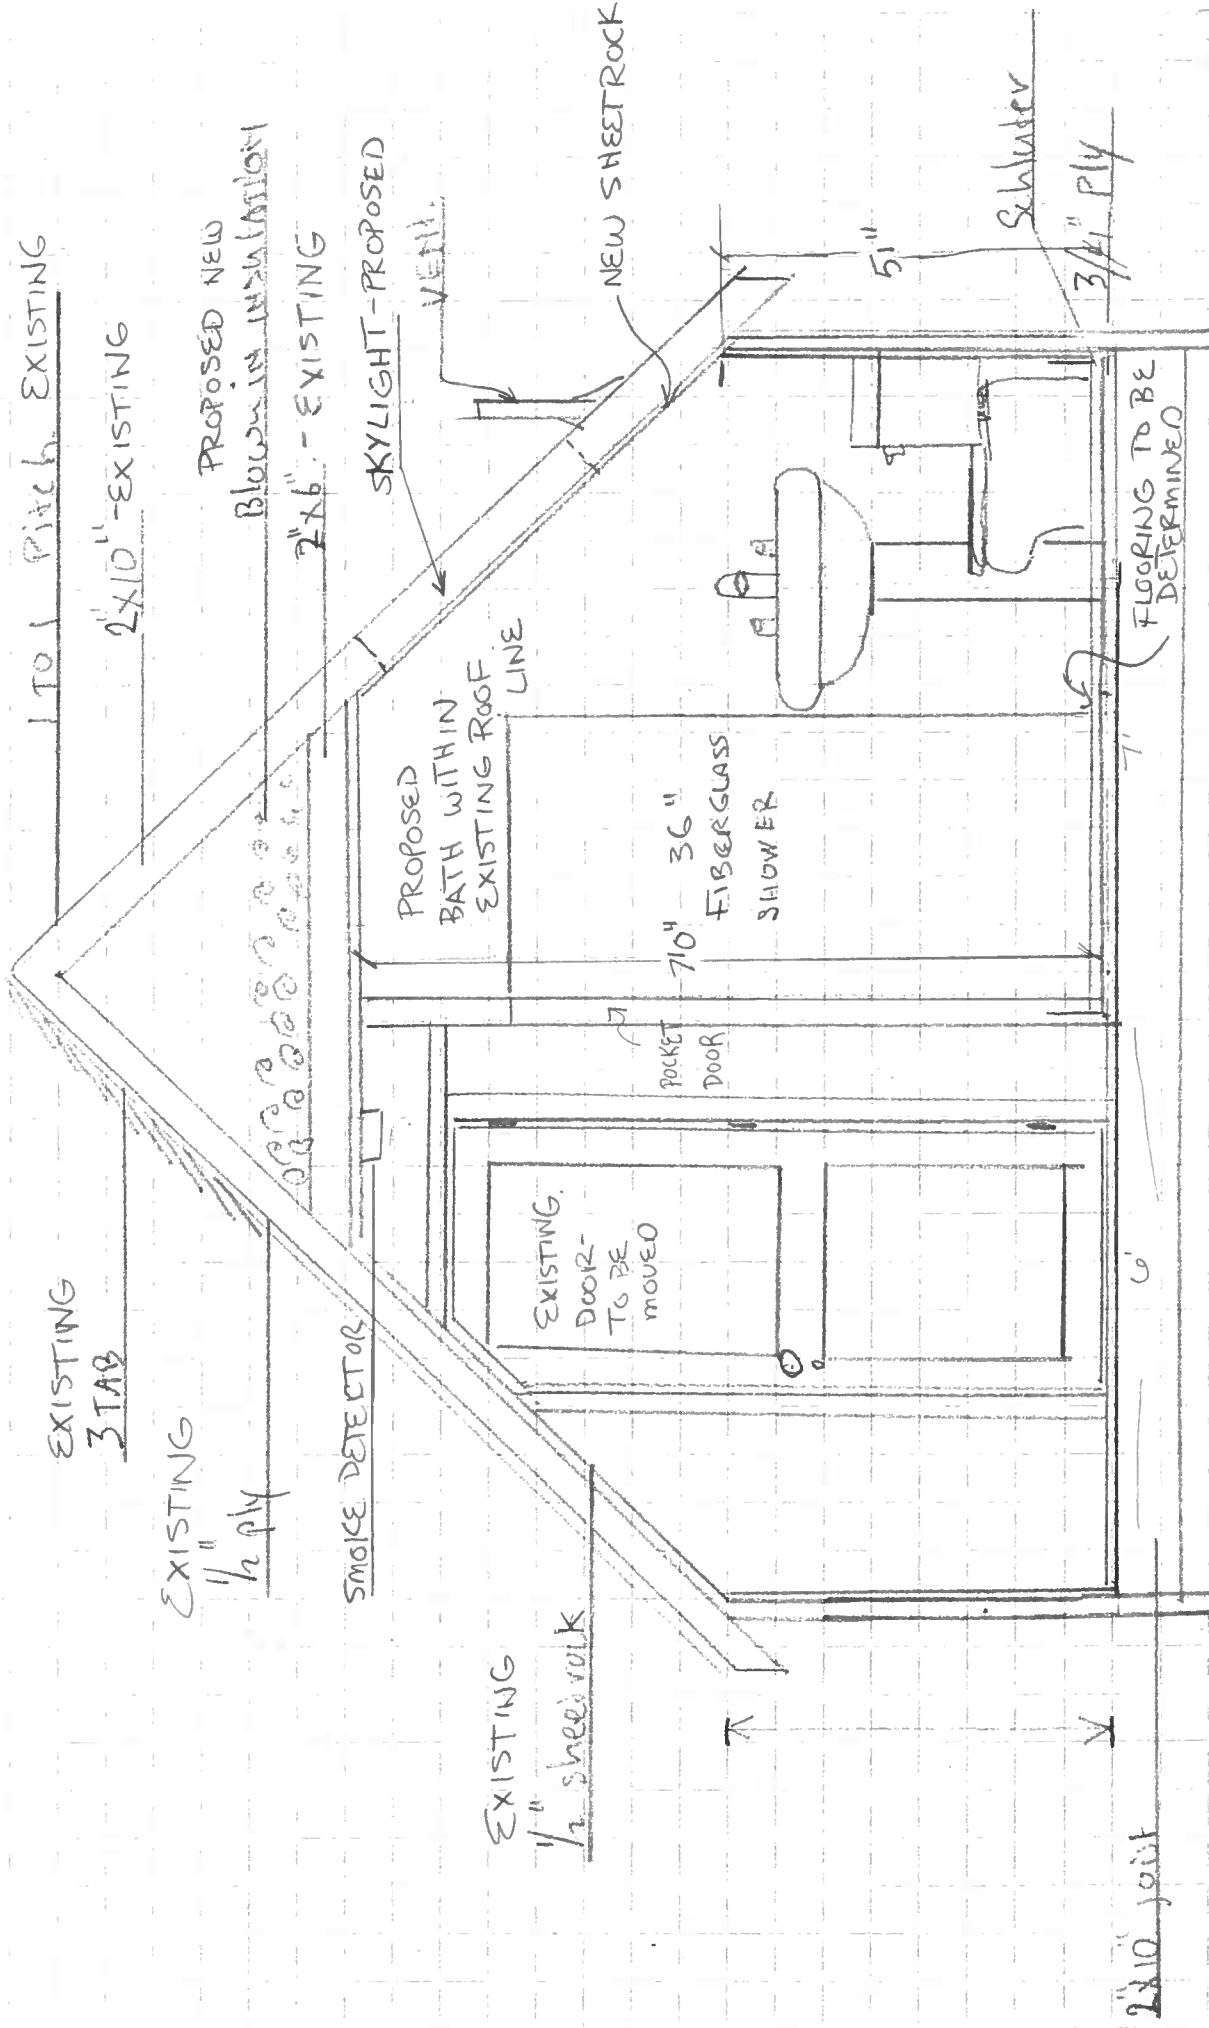 1 TO 1 Pitch EXISTING
2"X10"-EXISTING
PROPOSED NEW
Blown in insulation
2"X6"-EXISTING
SKYLIGHT-PROPOSED
VENT
NEW SHEETROCK
EXISTING
3 TAB
EXISTING
1/2"
ply
SMOKE DETECTOR
EXISTING
1/2" sheetrock
PROPOSED
BATH WITHIN
EXISTING ROOF
LINE
36"
FIBERGLASS
SHOWER
7'0"
POCKET
DOOR
EXISTING
DOOR-
TO BE
MOVED
51"
Schluter
3/4" Ply
FLOORING TO BE
DETERMINED
7'
6'
2"X10" joist